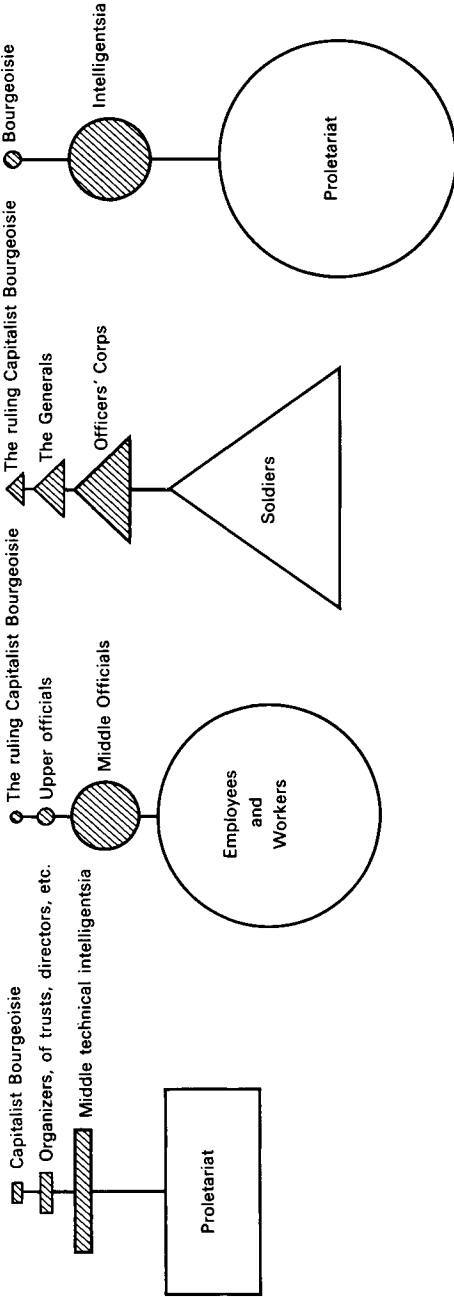 Capitalist Bourgeoisie
Organizers, of trusts, directors, etc.
Middle technical intelligentsia
Proletariat
The ruling Capitalist Bourgeoisie
Upper officials
Middle Officials
Employees
and
Workers
The ruling Capitalist Bourgeoisie
The Generals
Officers' Corps
Soldiers
Bourgeoisie
Intelligentsia
Proletariat